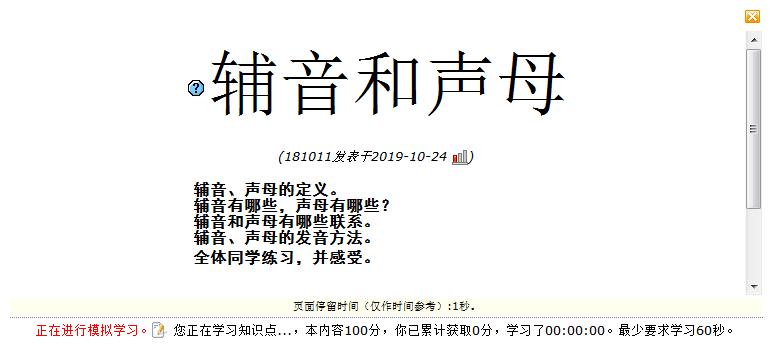 辅音和声母
(181011发表于2019-10-24)
辅音、声母的定义。
辅音有哪些，声母有哪些?
辅音和声母有哪些联系。
辅音、声母的发音方法。
全体同学练习，并感受。
页面停留时间（仅作时间参考）:1秒.
正在进行模拟学习。 您正在学习知识点...，本内容100分，你已累计获取0分，学习了00:00:00。最少要求学习60秒。